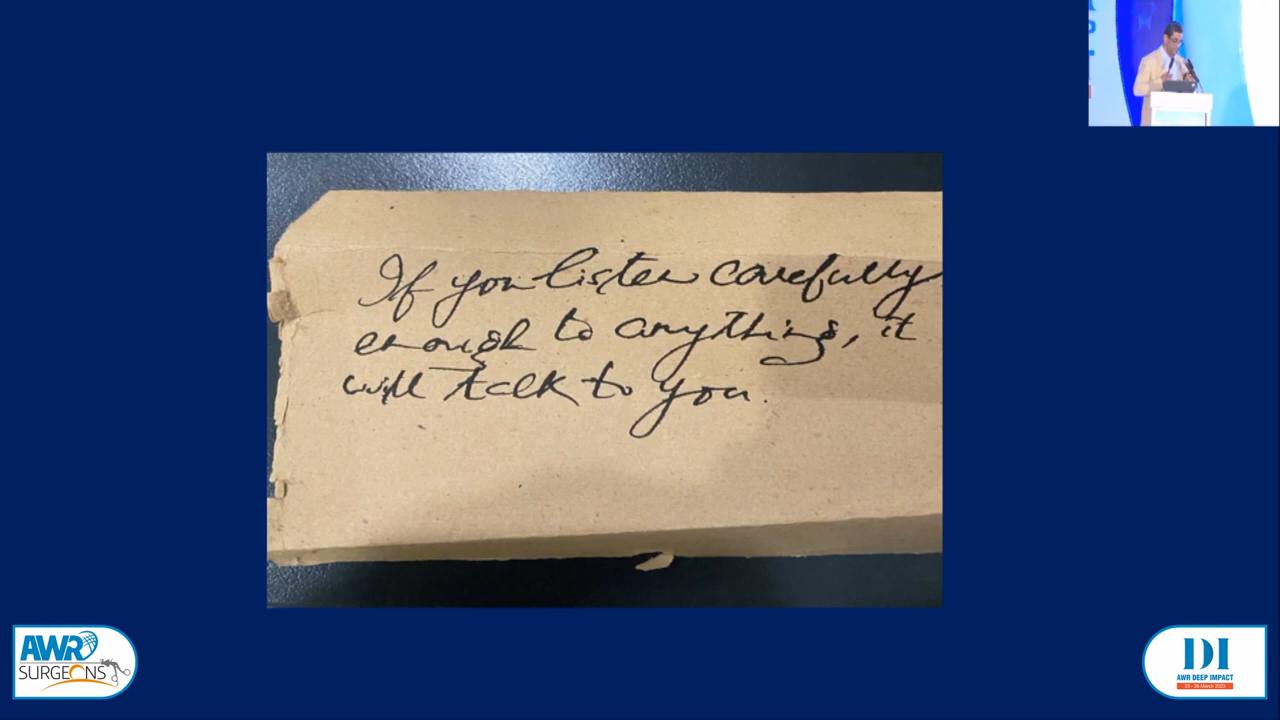 If you listen carefully
enough to anything, it
will talk to you.
AWR
SURGEONS
DI
AWR DEEP IMPACT